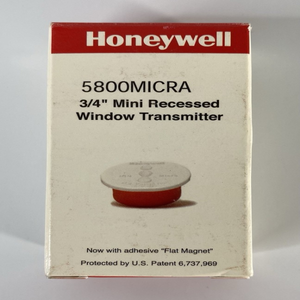 Honeywell
5800MICRA
3/4" Mini Recessed
Window Transmitter
Now with adhesive "Flat Magnet"
Protected by U.S. Patent 6,737,969